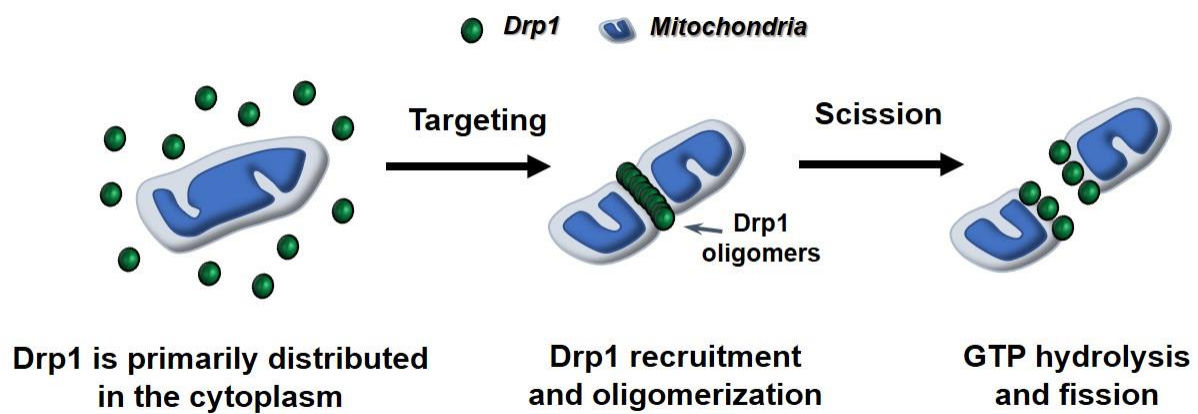 Drp1
Mitochondria
Targeting
Scission
Drp1
oligomers
Drp1 is primarily distributed
in the cytoplasm
Drp1 recruitment
and oligomerization
GTP hydrolysis
and fission